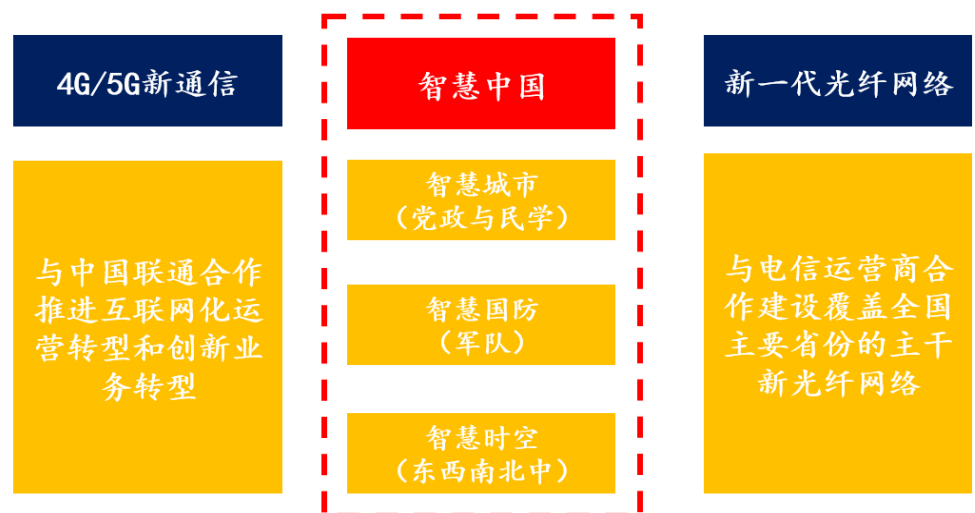 4G/5G新通信
与中国联通合作
推进互联网化运
营转型和创新业
务转型
智慧中国
智慧城市
（党政与民学）
智慧国防
（军队）
智慧时空
（东西南北中）
新一代光纤网络
与电信运营商合
作建设覆盖全国
主要省份的主干
新光纤网络